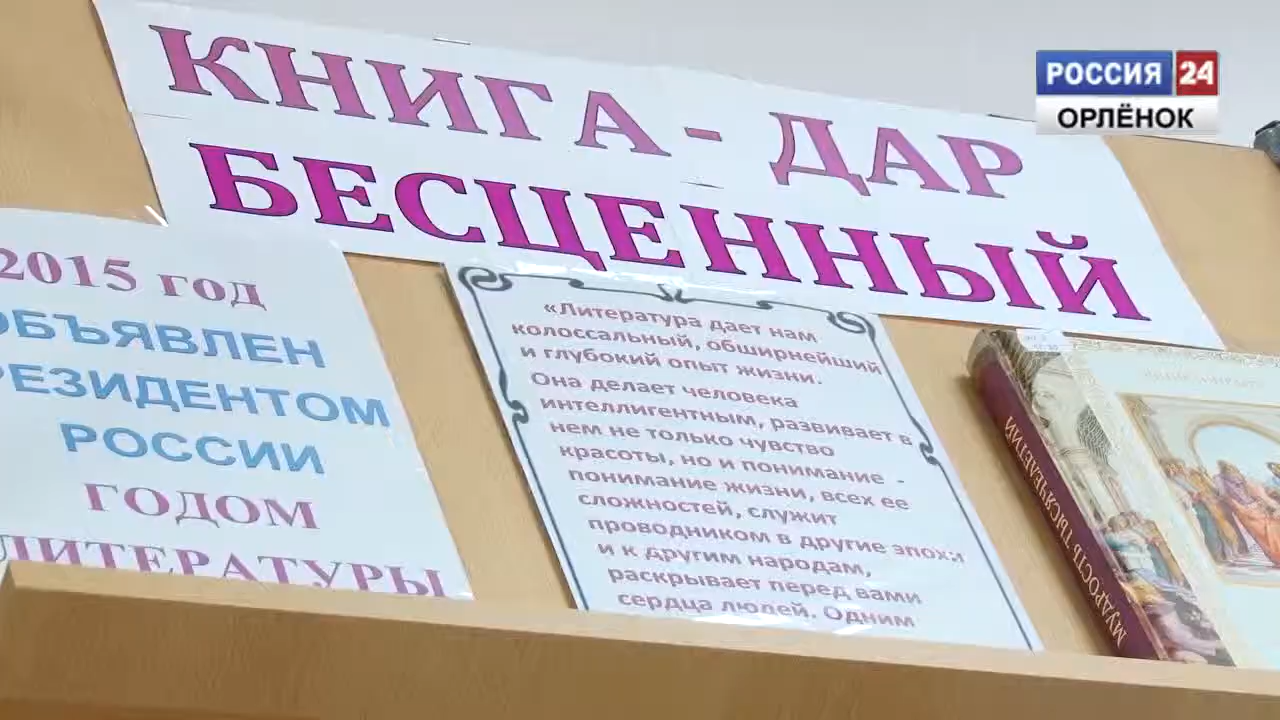 КНИГА - ДАР
БЕСЦЕННЫЙ
РОССИЯ 24
ОРЛЁНОК
2015 год
ОБЪЯВЛЕН
РЕЗИДЕНТОМ
РОССИИ
ГОДОМ
ЛИТЕРАТУРЫ
«Литература дает нам
колоссальный, обширнейший
и глубокий опыт жизни.
Она делает человека
интеллигентным, развивает в
нем не только чувство
красоты, но и понимание -
понимание жизни, всех ее
сложностей, служит
проводником в другие эпохи
и к другим народам,
раскрывает перед вами
сердца людей. Одним
МУДРОСТЬ ТЫСЯЧЕЛЕТИЙ